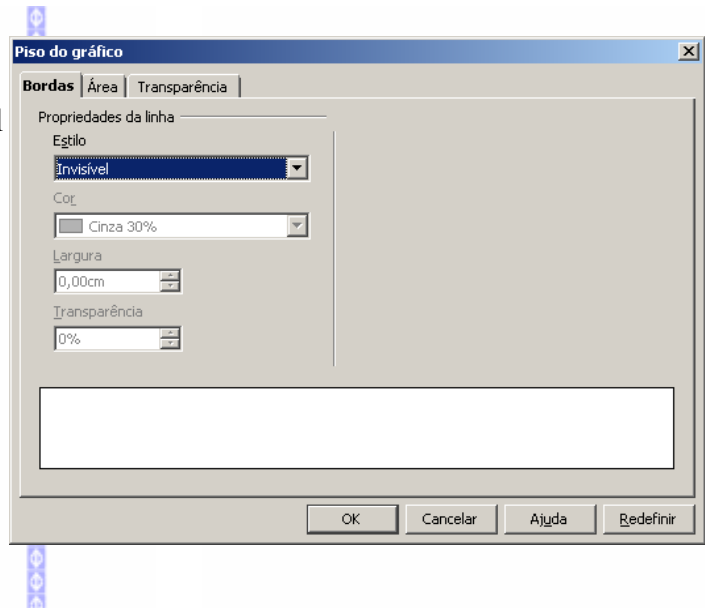 Piso do gráfico
Bordas Área Transparência
Propriedades da linha
Estilo
Invisível
Cor
Cinza 30%
Largura
0,00cm
Transparência
0%
OK Cancelar Ajuda Redefinir